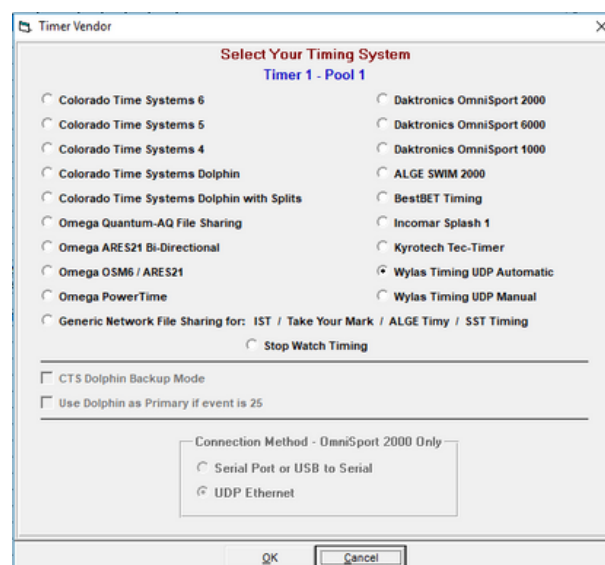 Timer Vendor
Select Your Timing System
Timer 1 - Pool 1
Colorado Time Systems 6
Colorado Time Systems 5
Colorado Time Systems 4
Colorado Time Systems Dolphin
Colorado Time Systems Dolphin with Splits
Omega Quantum-AQ File Sharing
Omega ARES21 Bi-Directional
Omega OSM6 / ARES21
Omega PowerTime
Daktronics OmniSport 2000
Daktronics OmniSport 6000
Daktronics OmniSport 1000
ALGE SWIM 2000
BestBET Timing
Incomar Splash 1
Kyrotech Tec-Timer
Wylas Timing UDP Automatic
Wylas Timing UDP Manual
Generic Network File Sharing for: IST / Take Your Mark / ALGE Timy / SST Timing
Stop Watch Timing
CTS Dolphin Backup Mode
Use Dolphin as Primary if event is 25
Connection Method - OmniSport 2000 Only
Serial Port or USB to Serial
UDP Ethernet
OK
Cancel